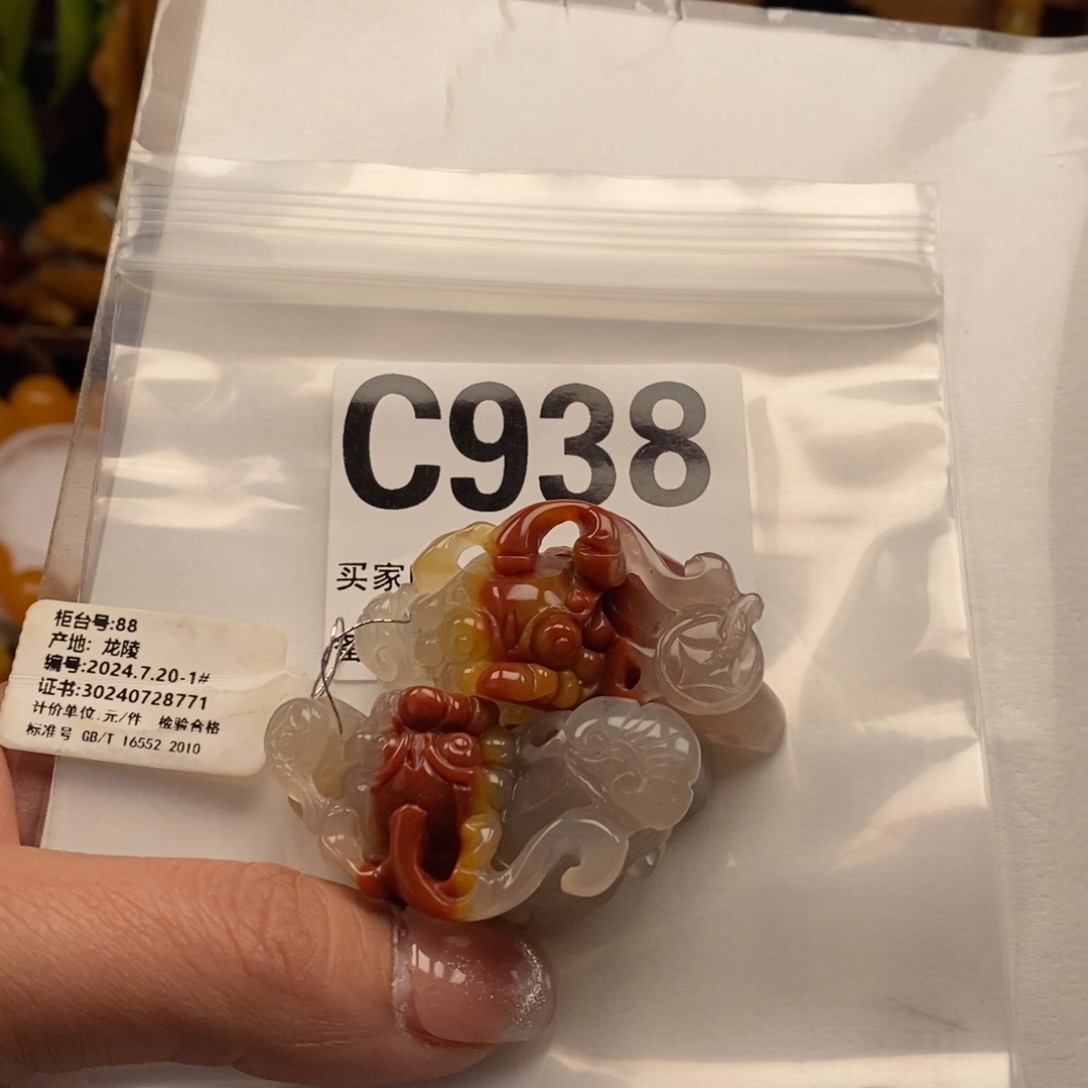 C938
买家
柜台号:88
产地: 龙陵
编号:2024.7.20-1#
证书:30240728771
计价单位:元/件 检验合格
标准号 GB/T 16552 2010